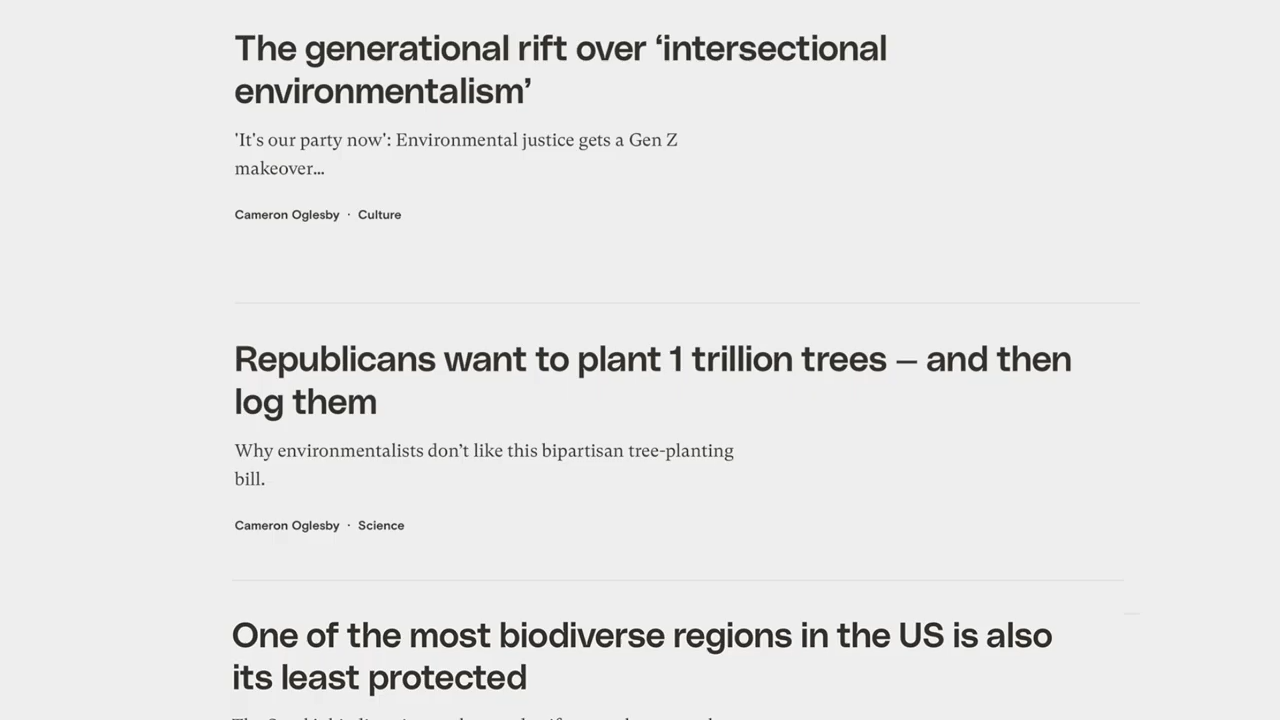 The generational rift over ‘intersectional
environmentalism’
'It's our party now': Environmental justice gets a Gen Z
makeover...
Cameron Oglesby · Culture
Republicans want to plant 1 trillion trees — and then
log them
Why environmentalists don’t like this bipartisan tree-planting
bill.
Cameron Oglesby · Science
One of the most biodiverse regions in the US is also
its least protected